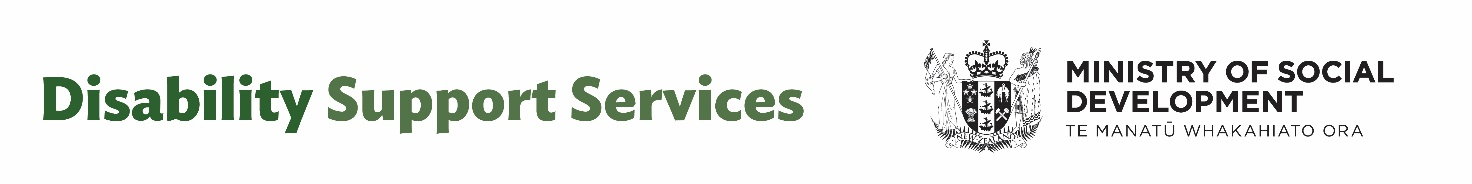 Disability Support Services
MINISTRY OF SOCIAL
DEVELOPMENT
TE MANATŪ WHAKAHIATO ORA